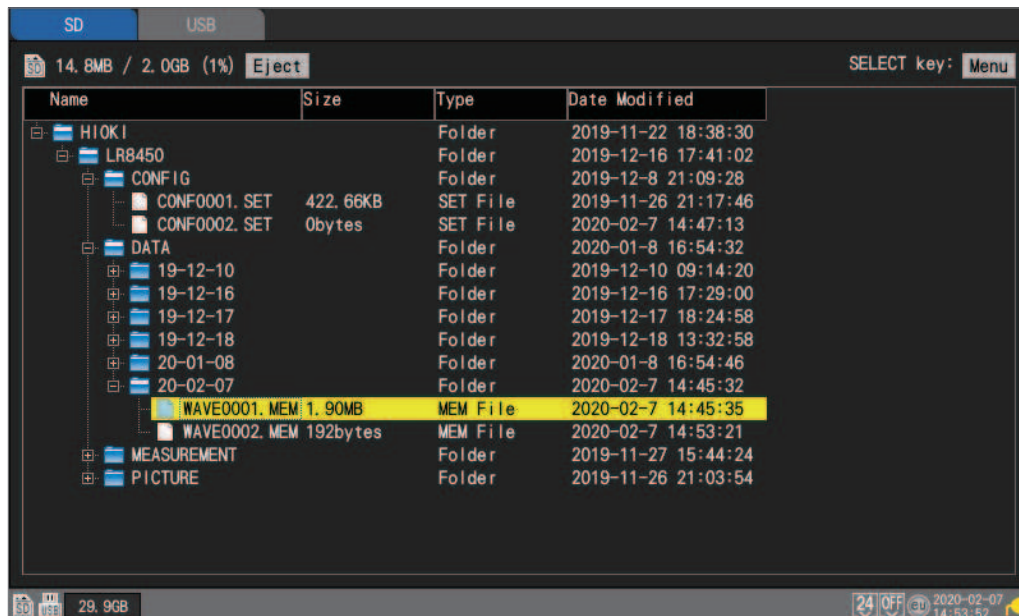 SD USB
SD 14.8MB / 2.0GB (1%) Eject SELECT key: Menu
Name Size Type Date Modified
HIOKI Folder 2019-11-22 18:38:30
LR8450 Folder 2019-12-16 17:41:02
CONFIG Folder 2019-12-8 21:09:28
CONF0001.SET 422.66KB SET File 2019-11-26 21:17:46
CONF0002.SET 0bytes SET File 2020-02-7 14:47:13
DATA Folder 2020-01-8 16:54:32
19-12-10 Folder 2019-12-10 09:14:20
19-12-16 Folder 2019-12-16 17:29:00
19-12-17 Folder 2019-12-17 18:24:58
19-12-18 Folder 2019-12-18 13:32:58
20-01-08 Folder 2020-01-8 16:54:46
20-02-07 Folder 2020-02-7 14:45:32
WAVE0001.MEM 1.90MB MEM File 2020-02-7 14:45:35
WAVE0002.MEM 192bytes MEM File 2020-02-7 14:53:21
MEASUREMENT Folder 2019-11-27 15:44:24
PICTURE Folder 2019-11-26 21:03:54
SD USB 29.9GB 24 OFF 2020-02-07
14:53:52